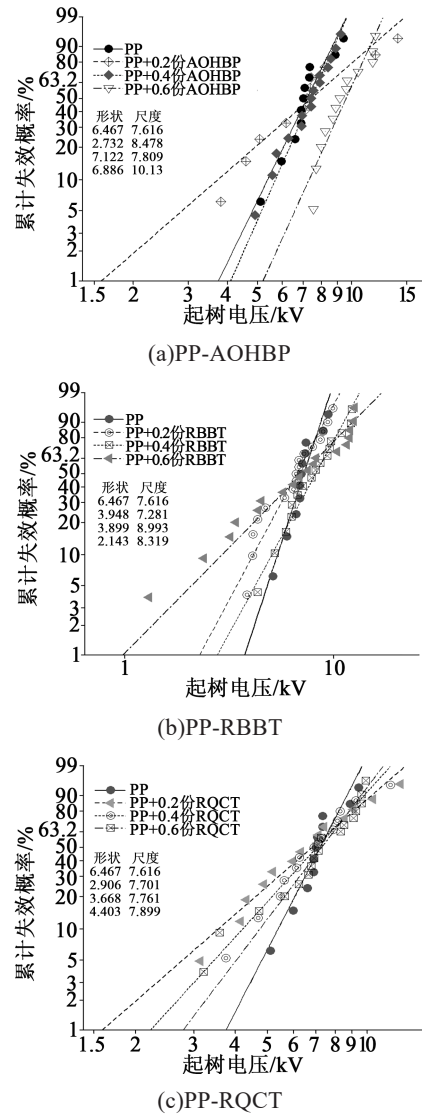 99
90
80
63.2
50
40
30
20
10
5
3
2
1
累计失效概率/%
PP
PP+0.2份AOHBP
PP+0.4份AOHBP
PP+0.6份AOHBP
形状 尺度
6.467 7.616
2.732 8.478
7.122 7.809
6.886 10.13
1.5 2 3 4 5 6 7 8 9 10 15
起树电压/kV
(a)PP-AOHBP
99
90
80
63.2
50
40
30
20
10
5
3
2
1
累计失效概率/%
PP
PP+0.2份RBBT
PP+0.4份RBBT
PP+0.6份RBBT
形状 尺度
6.467 7.616
3.948 7.281
3.899 8.993
2.143 8.319
1 10
起树电压/kV
(b)PP-RBBT
99
90
80
63.2
50
40
30
20
10
5
3
2
1
累计失效概率/%
PP
PP+0.2份RQCT
PP+0.4份RQCT
PP+0.6份RQCT
形状 尺度
6.467 7.616
2.906 7.701
3.668 7.761
4.403 7.899
1.5 2 3 4 5 6 7 8 9 10
起树电压/kV
(c)PP-RQCT